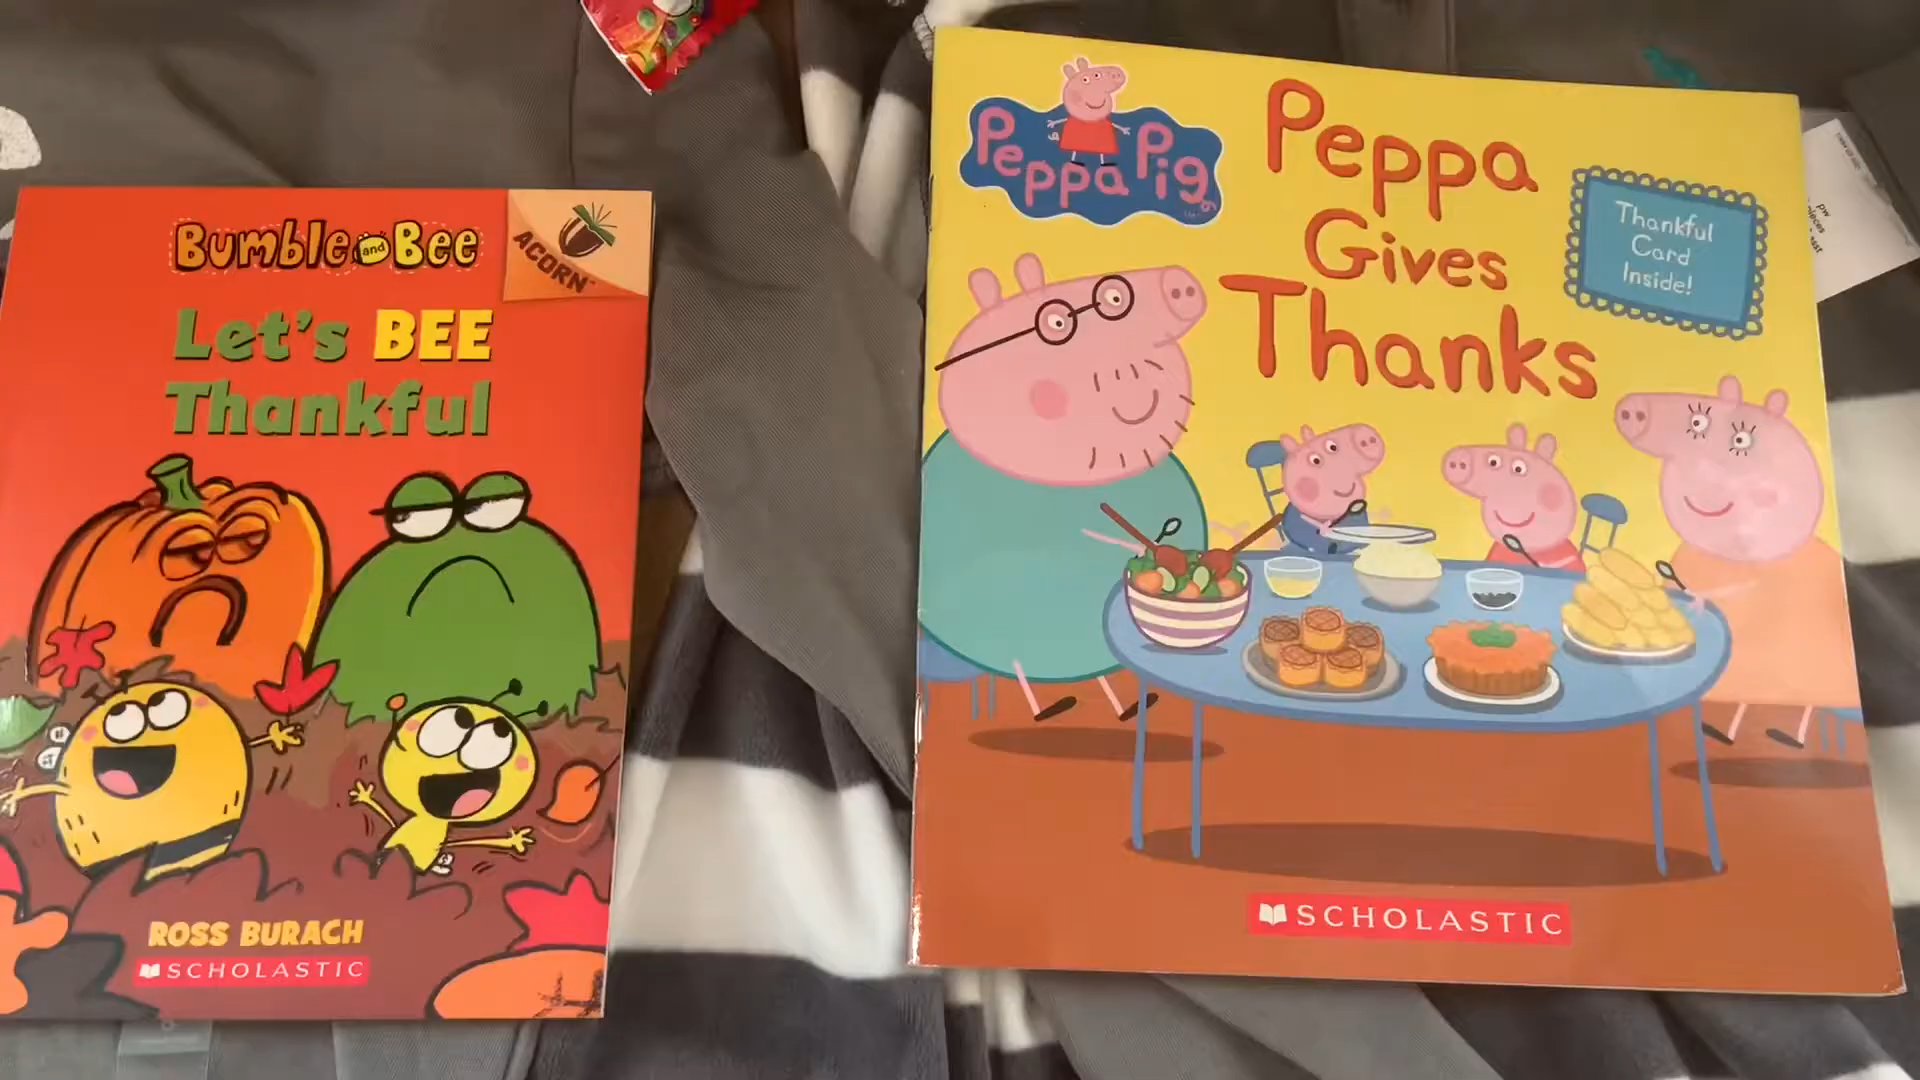 Bumble and Bee
ACORN
Let's BEE
Thankful
ROSS BURACH
SCHOLASTIC
Peppa Pig
Peppa
Gives
Thanks
Thankful
Card
Inside!
SCHOLASTIC